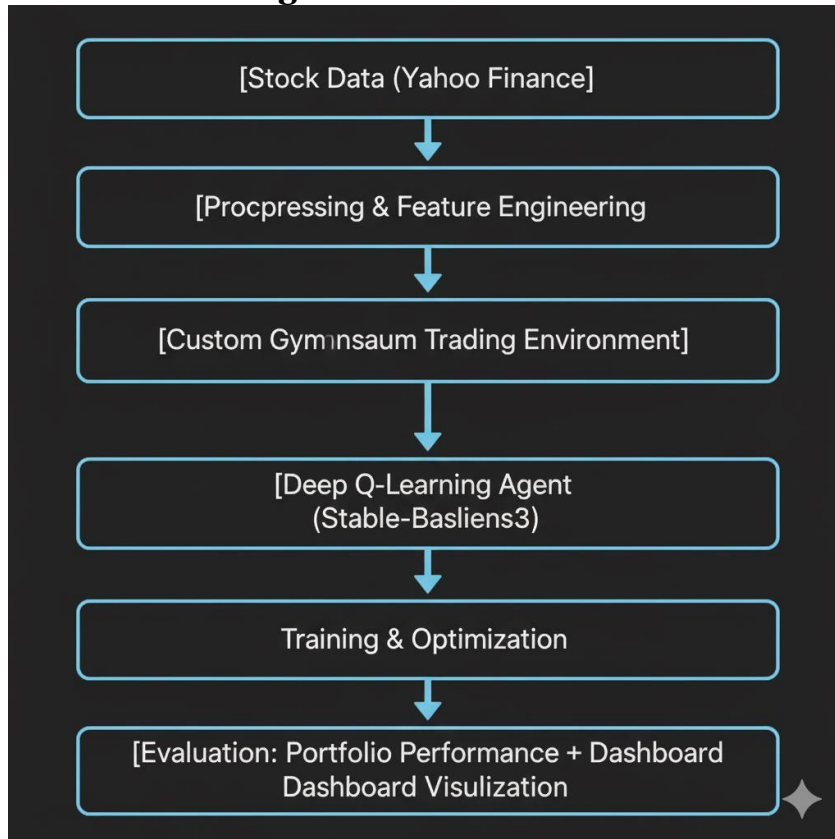 [Stock Data (Yahoo Finance]
[Procpressing & Feature Engineering
[Custom Gymnnsaum Trading Environment]
[Deep Q-Learning Agent
(Stable-Basliens3)
Training & Optimization
[Evaluation: Portfolio Performance + Dashboard
Dashboard Visulization